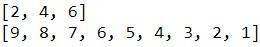 [2, 4, 6]
[9, 8, 7, 6, 5, 4, 3, 2, 1]